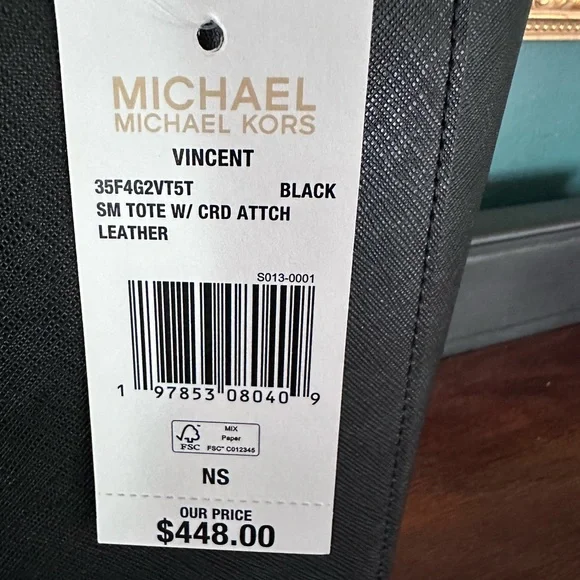 MICHAEL
MICHAEL KORS
VINCENT
35F4G2VT5T BLACK
SM TOTE W/ CRD ATTCH
LEATHER
S013-0001
1 97853 08040 9
FSC
MIX
Paper
FSC™ C012345
NS
OUR PRICE
$448.00